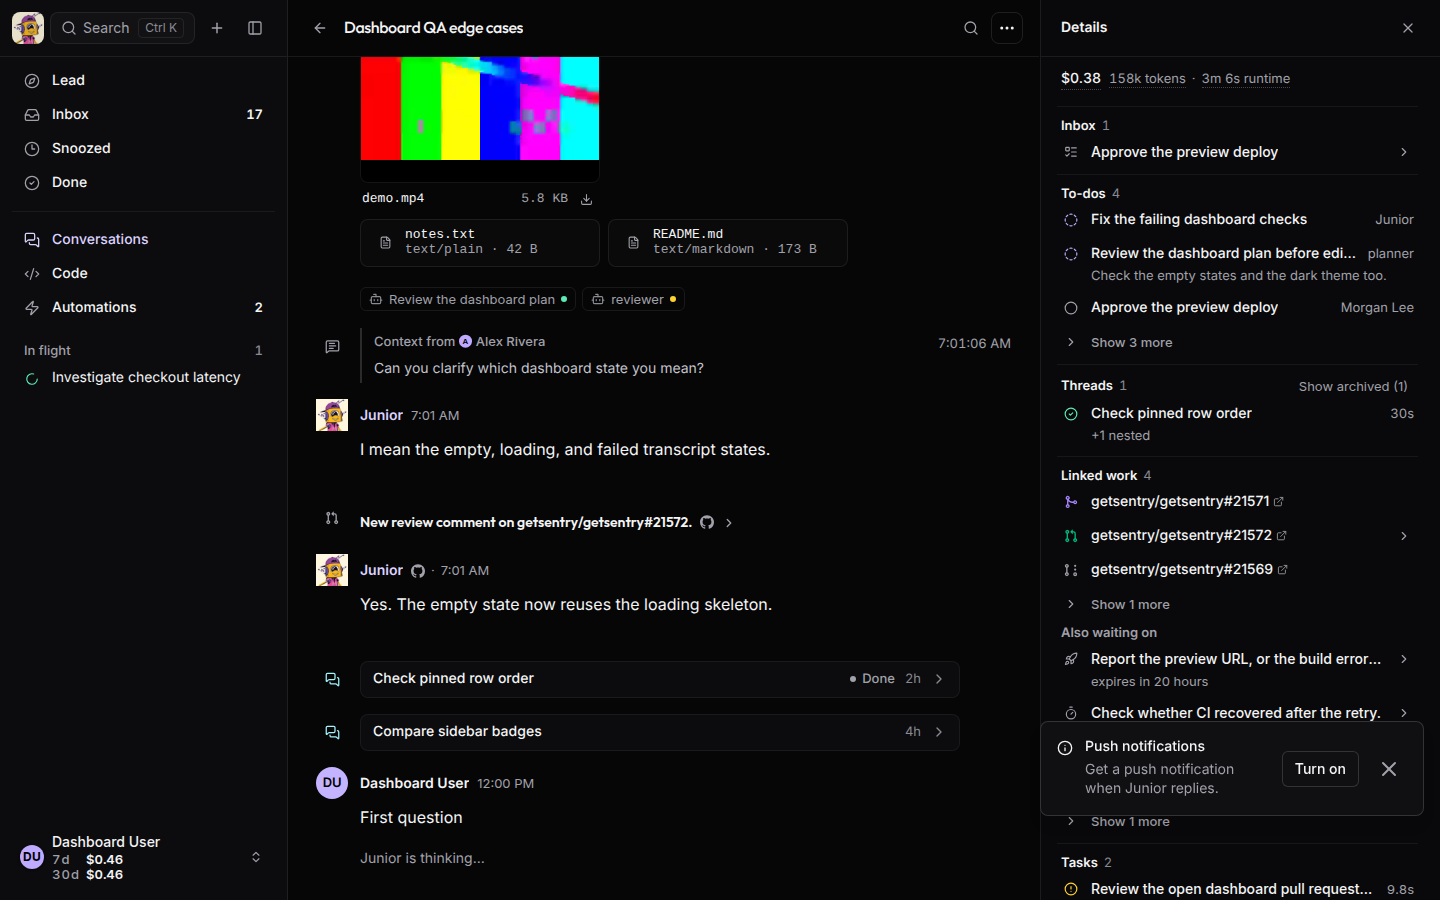 Search
Ctrl K
Lead
Inbox 17
Snoozed
Done
Conversations
Code
Automations 2
In flight 1
Investigate checkout latency
Dashboard User
7d $0.46
30d $0.46
Dashboard QA edge cases
demo.mp4 5.8 KB
notes.txt
text/plain · 42 B
README.md
text/markdown · 173 B
Review the dashboard plan
reviewer
Context from A Alex Rivera 7:01:06 AM
Can you clarify which dashboard state you mean?
Junior 7:01 AM
I mean the empty, loading, and failed transcript states.
New review comment on getsentry/getsentry#21572.
Junior · 7:01 AM
Yes. The empty state now reuses the loading skeleton.
Check pinned row order Done 2h
Compare sidebar badges 4h
DU Dashboard User 12:00 PM
First question
Junior is thinking...
DU
Details
$0.38 158k tokens · 3m 6s runtime
Inbox 1
Approve the preview deploy
To-dos 4
Fix the failing dashboard checks Junior
Review the dashboard plan before edi... planner
Check the empty states and the dark theme too.
Approve the preview deploy Morgan Lee
Show 3 more
Threads 1 Show archived (1)
Check pinned row order 30s
+1 nested
Linked work 4
getsentry/getsentry#21571
getsentry/getsentry#21572
getsentry/getsentry#21569
Show 1 more
Also waiting on
Report the preview URL, or the build error...
expires in 20 hours
Check whether CI recovered after the retry.
Push notifications
Get a push notification
when Junior replies.
Turn on
Show 1 more
Tasks 2
Review the open dashboard pull request... 9.8s